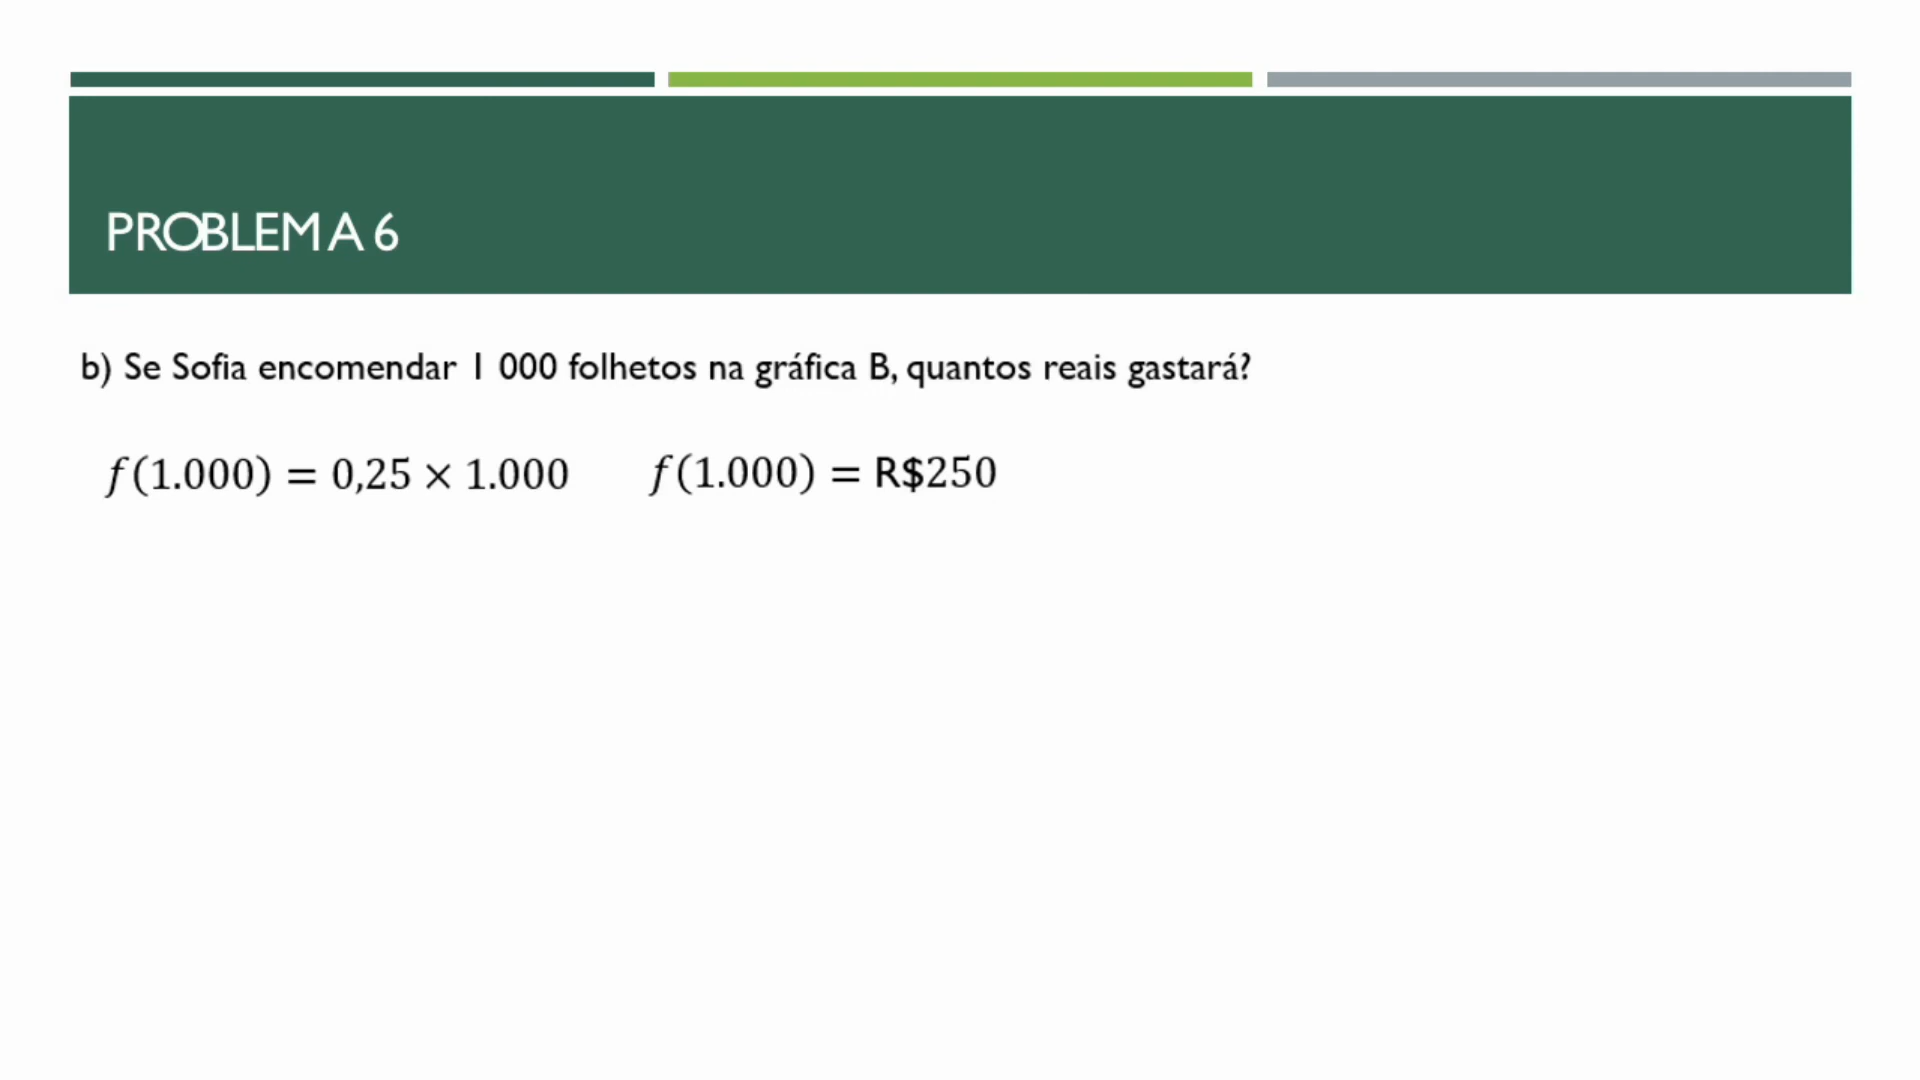 PROBLEMA 6
b) Se Sofia encomendar 1 000 folhetos na gráfica B, quantos reais gastará?
f(1.000) = 0,25 × 1.000 f(1.000) = R$250